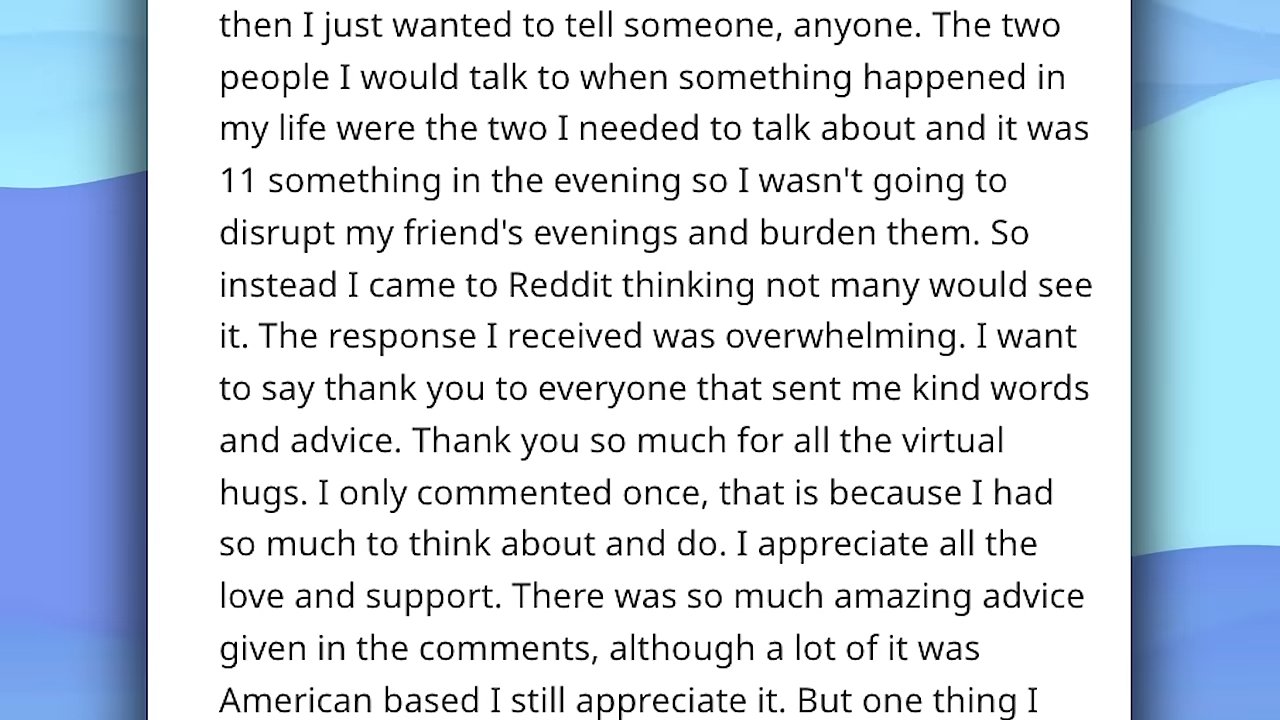 then I just wanted to tell someone, anyone. The two
people I would talk to when something happened in
my life were the two I needed to talk about and it was
11 something in the evening so I wasn't going to
disrupt my friend's evenings and burden them. So
instead I came to Reddit thinking not many would see
it. The response I received was overwhelming. I want
to say thank you to everyone that sent me kind words
and advice. Thank you so much for all the virtual
hugs. I only commented once, that is because I had
so much to think about and do. I appreciate all the
love and support. There was so much amazing advice
given in the comments, although a lot of it was
American based I still appreciate it. But one thing I